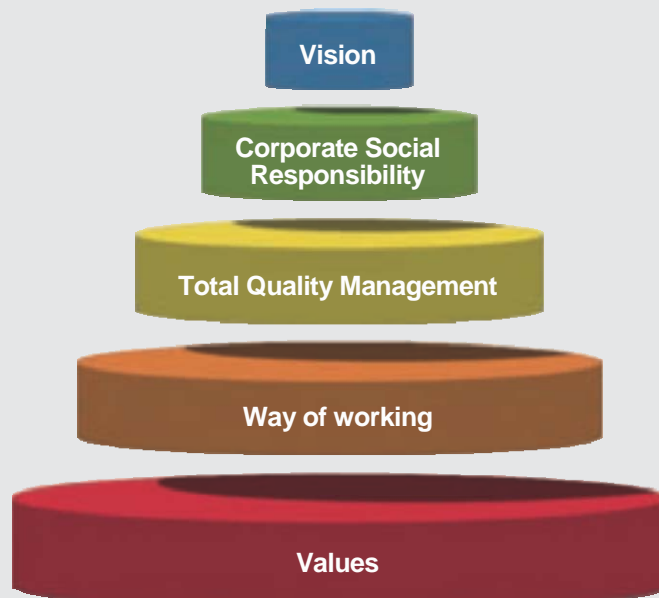 Vision
Corporate Social
Responsibility
Total Quality Management
Way of working
Values